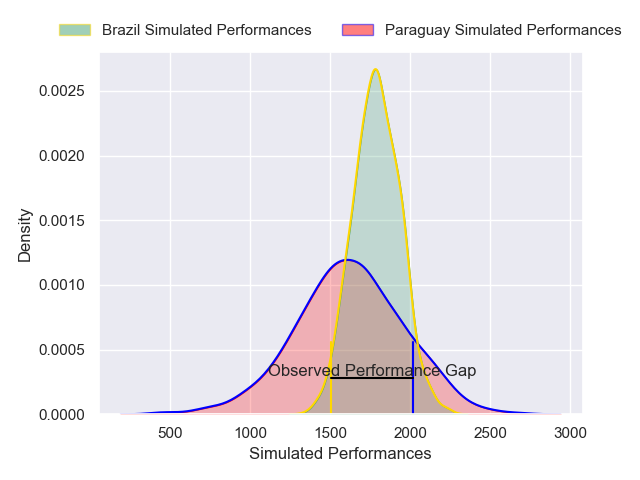 Brazil Simulated Performances Paraguay Simulated Performances
0.0025
0.0020
0.0015
0.0010
0.0005
0.0000
Density
Observed Performance Gap
500 1000 1500 2000 2500 3000
Simulated Performances